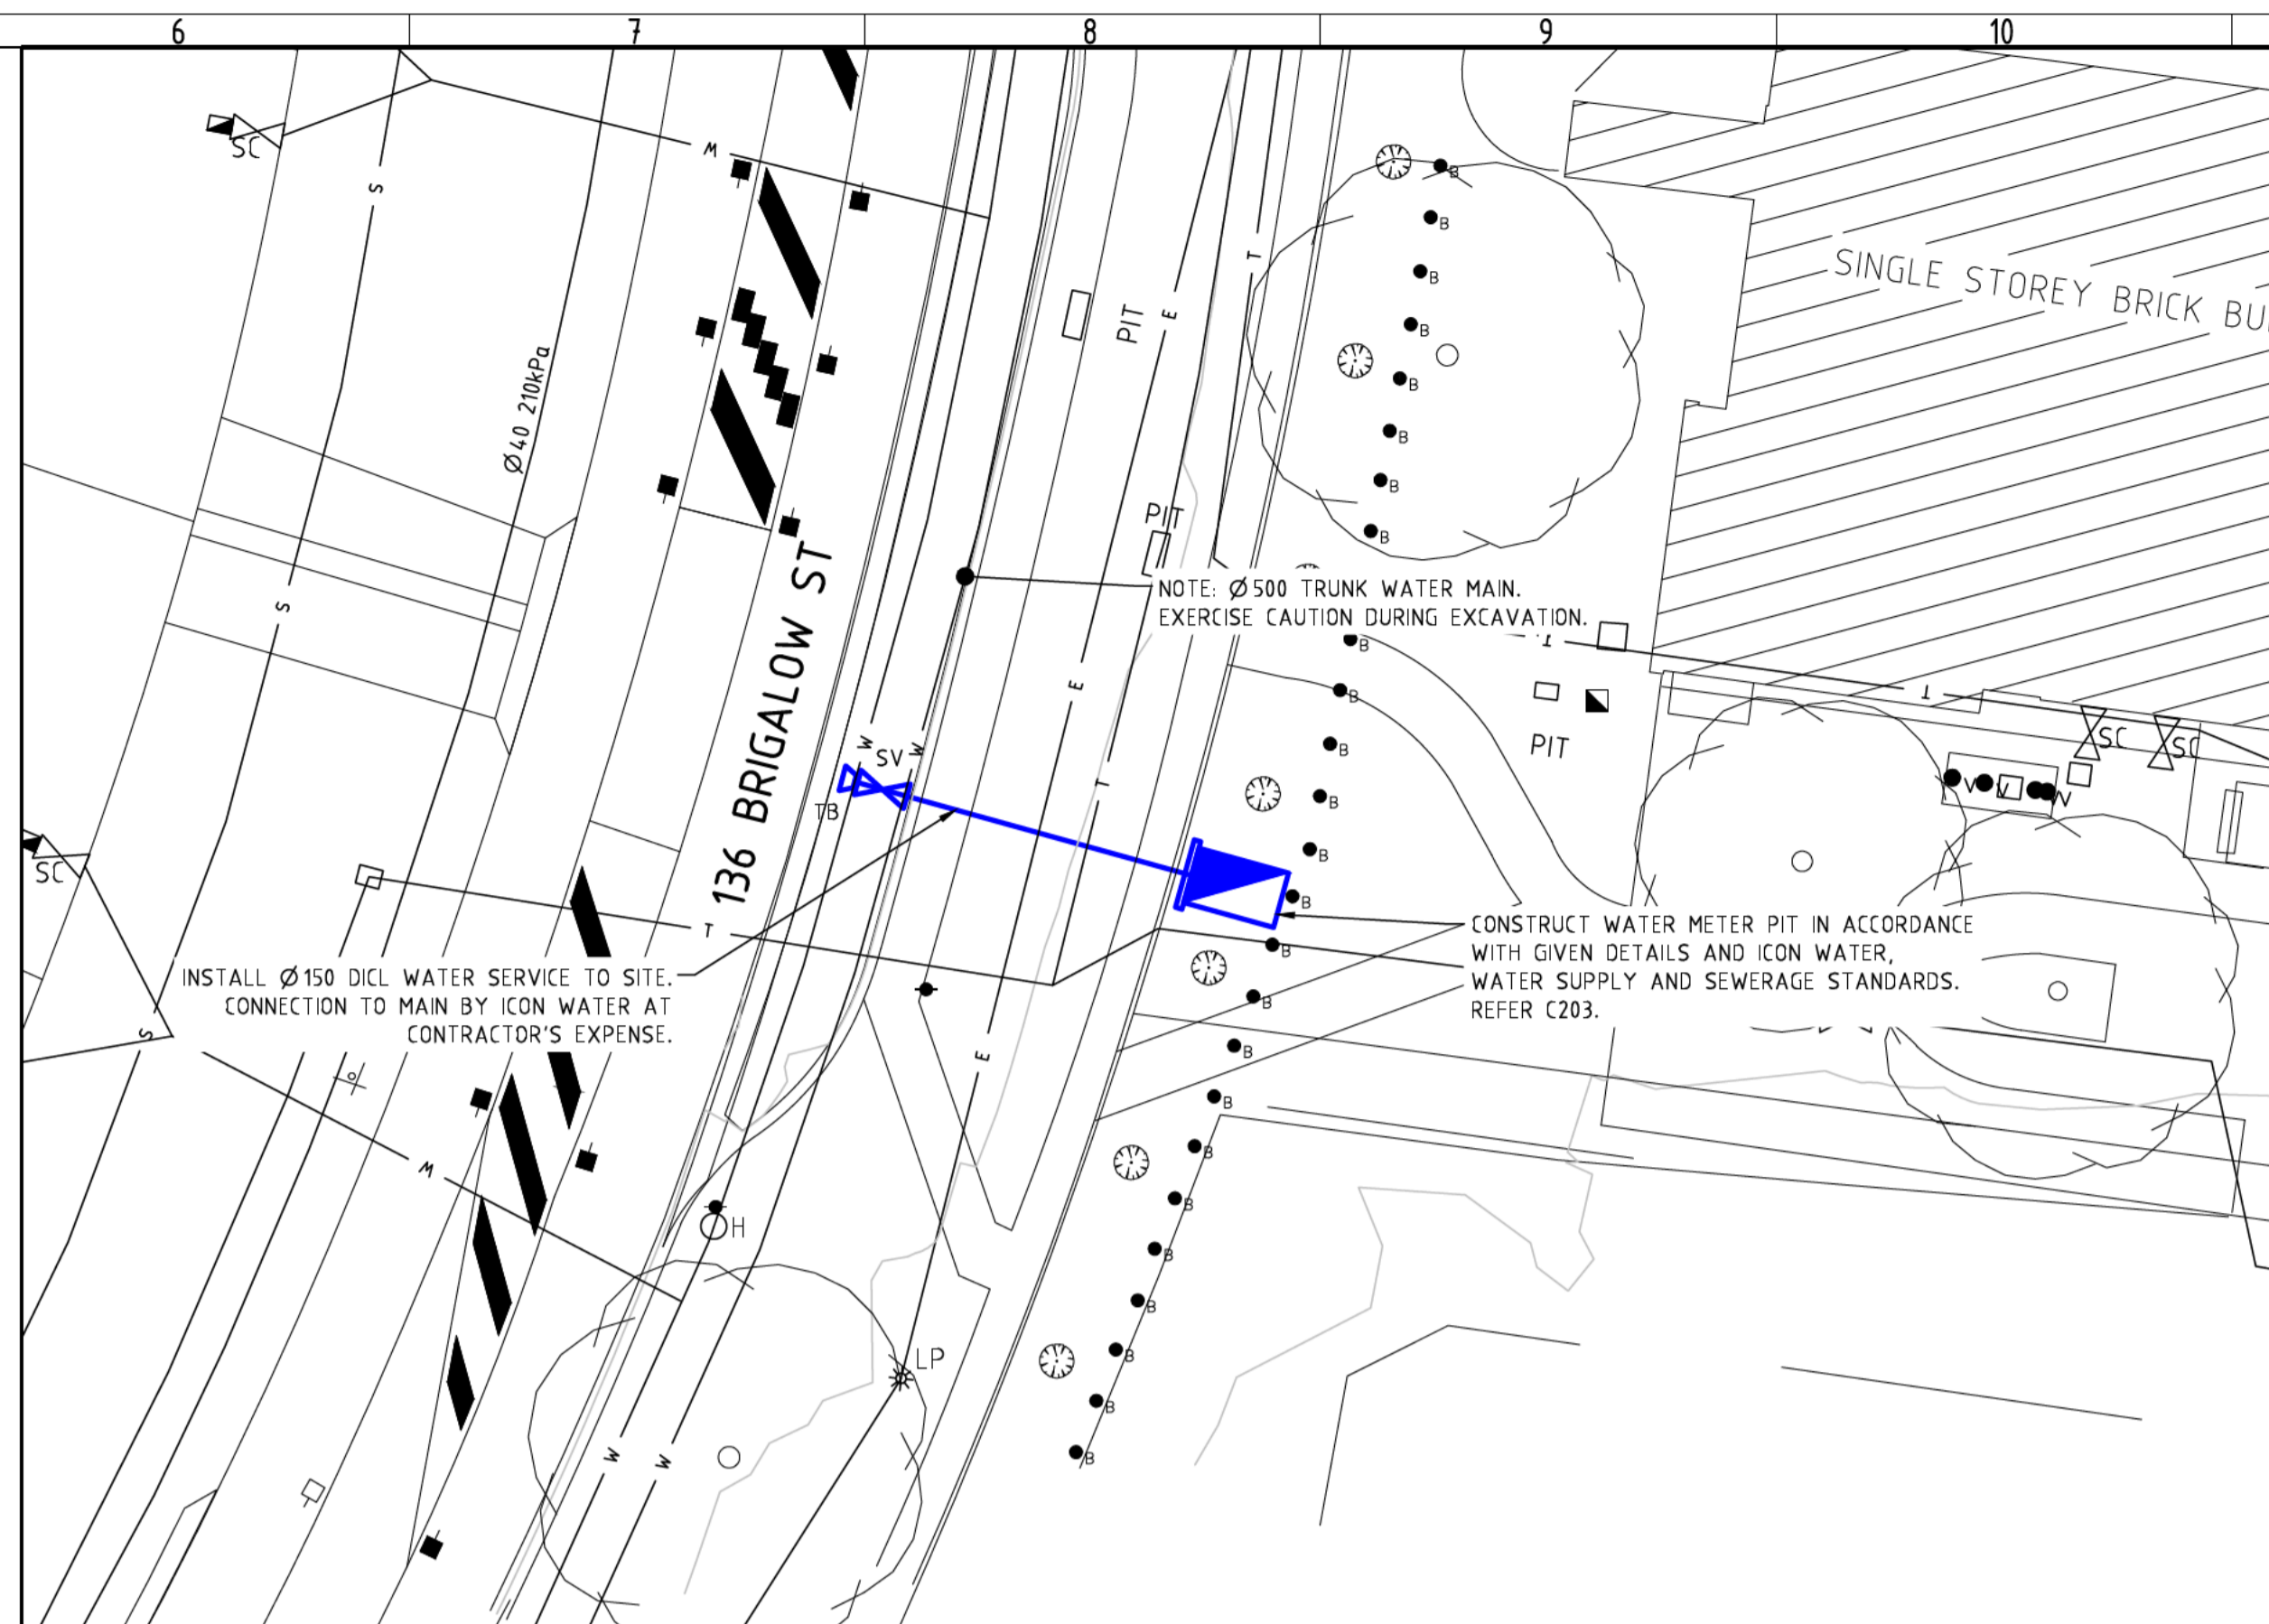 6 7 8 9 10
SC
S
W
Ø40 210kPa
PIT
E
T
B
B
B
B
B
B
B
B
SINGLE STOREY BRICK BU
PIT
S
136 BRIGALOW ST
NOTE: Ø500 TRUNK WATER MAIN.
EXERCISE CAUTION DURING EXCAVATION.
T
B
B
B
B
B
B
B
E
T
PIT
T
SC
SC
V
V
V
W
SV
W
TB
SC
T
INSTALL Ø150 DICL WATER SERVICE TO SITE.
CONNECTION TO MAIN BY ICON WATER AT
CONTRACTOR'S EXPENSE.
CONSTRUCT WATER METER PIT IN ACCORDANCE
WITH GIVEN DETAILS AND ICON WATER,
WATER SUPPLY AND SEWERAGE STANDARDS.
REFER C203.
S
E
B
B
B
B
B
B
B
B
B
B
W
H
LP
W
W